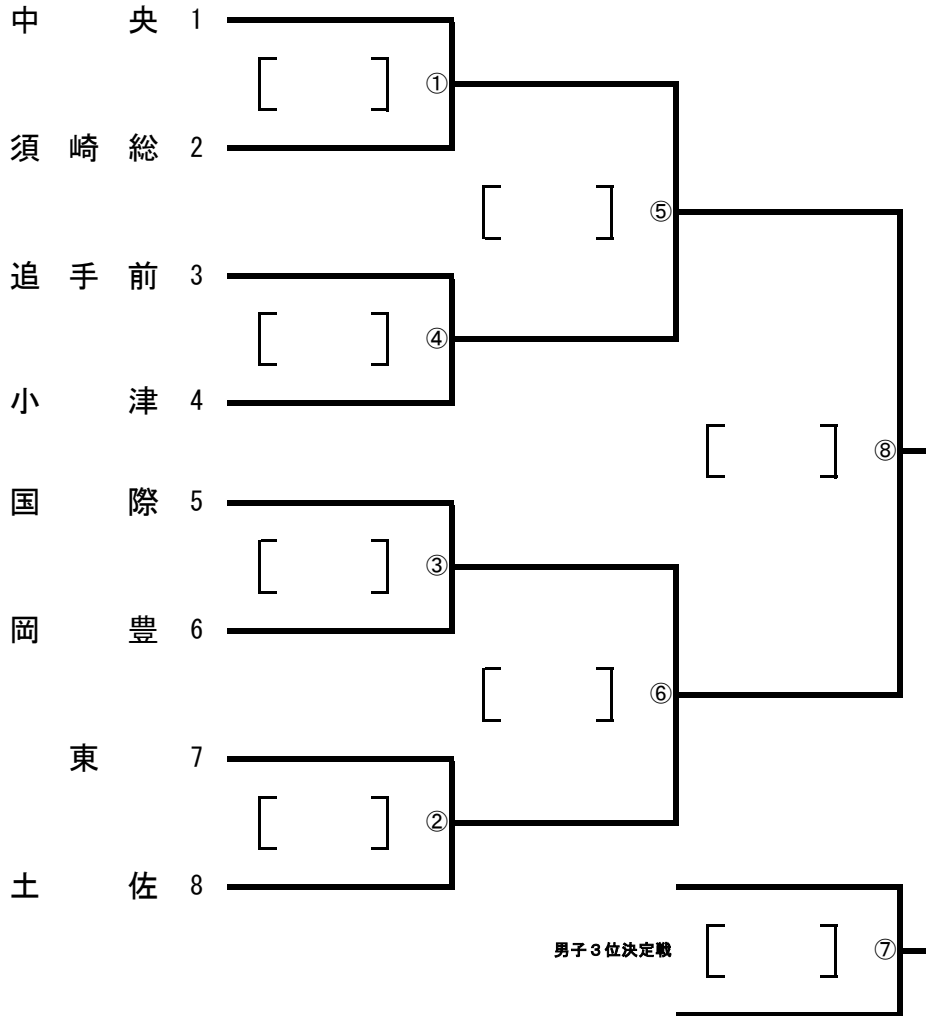 中央 1
①
須崎総 2
⑤
追手前 3
④
小津 4
⑧
国際 5
③
岡豊 6
⑥
東 7
②
土佐 8
男子３位決定戦 ⑦